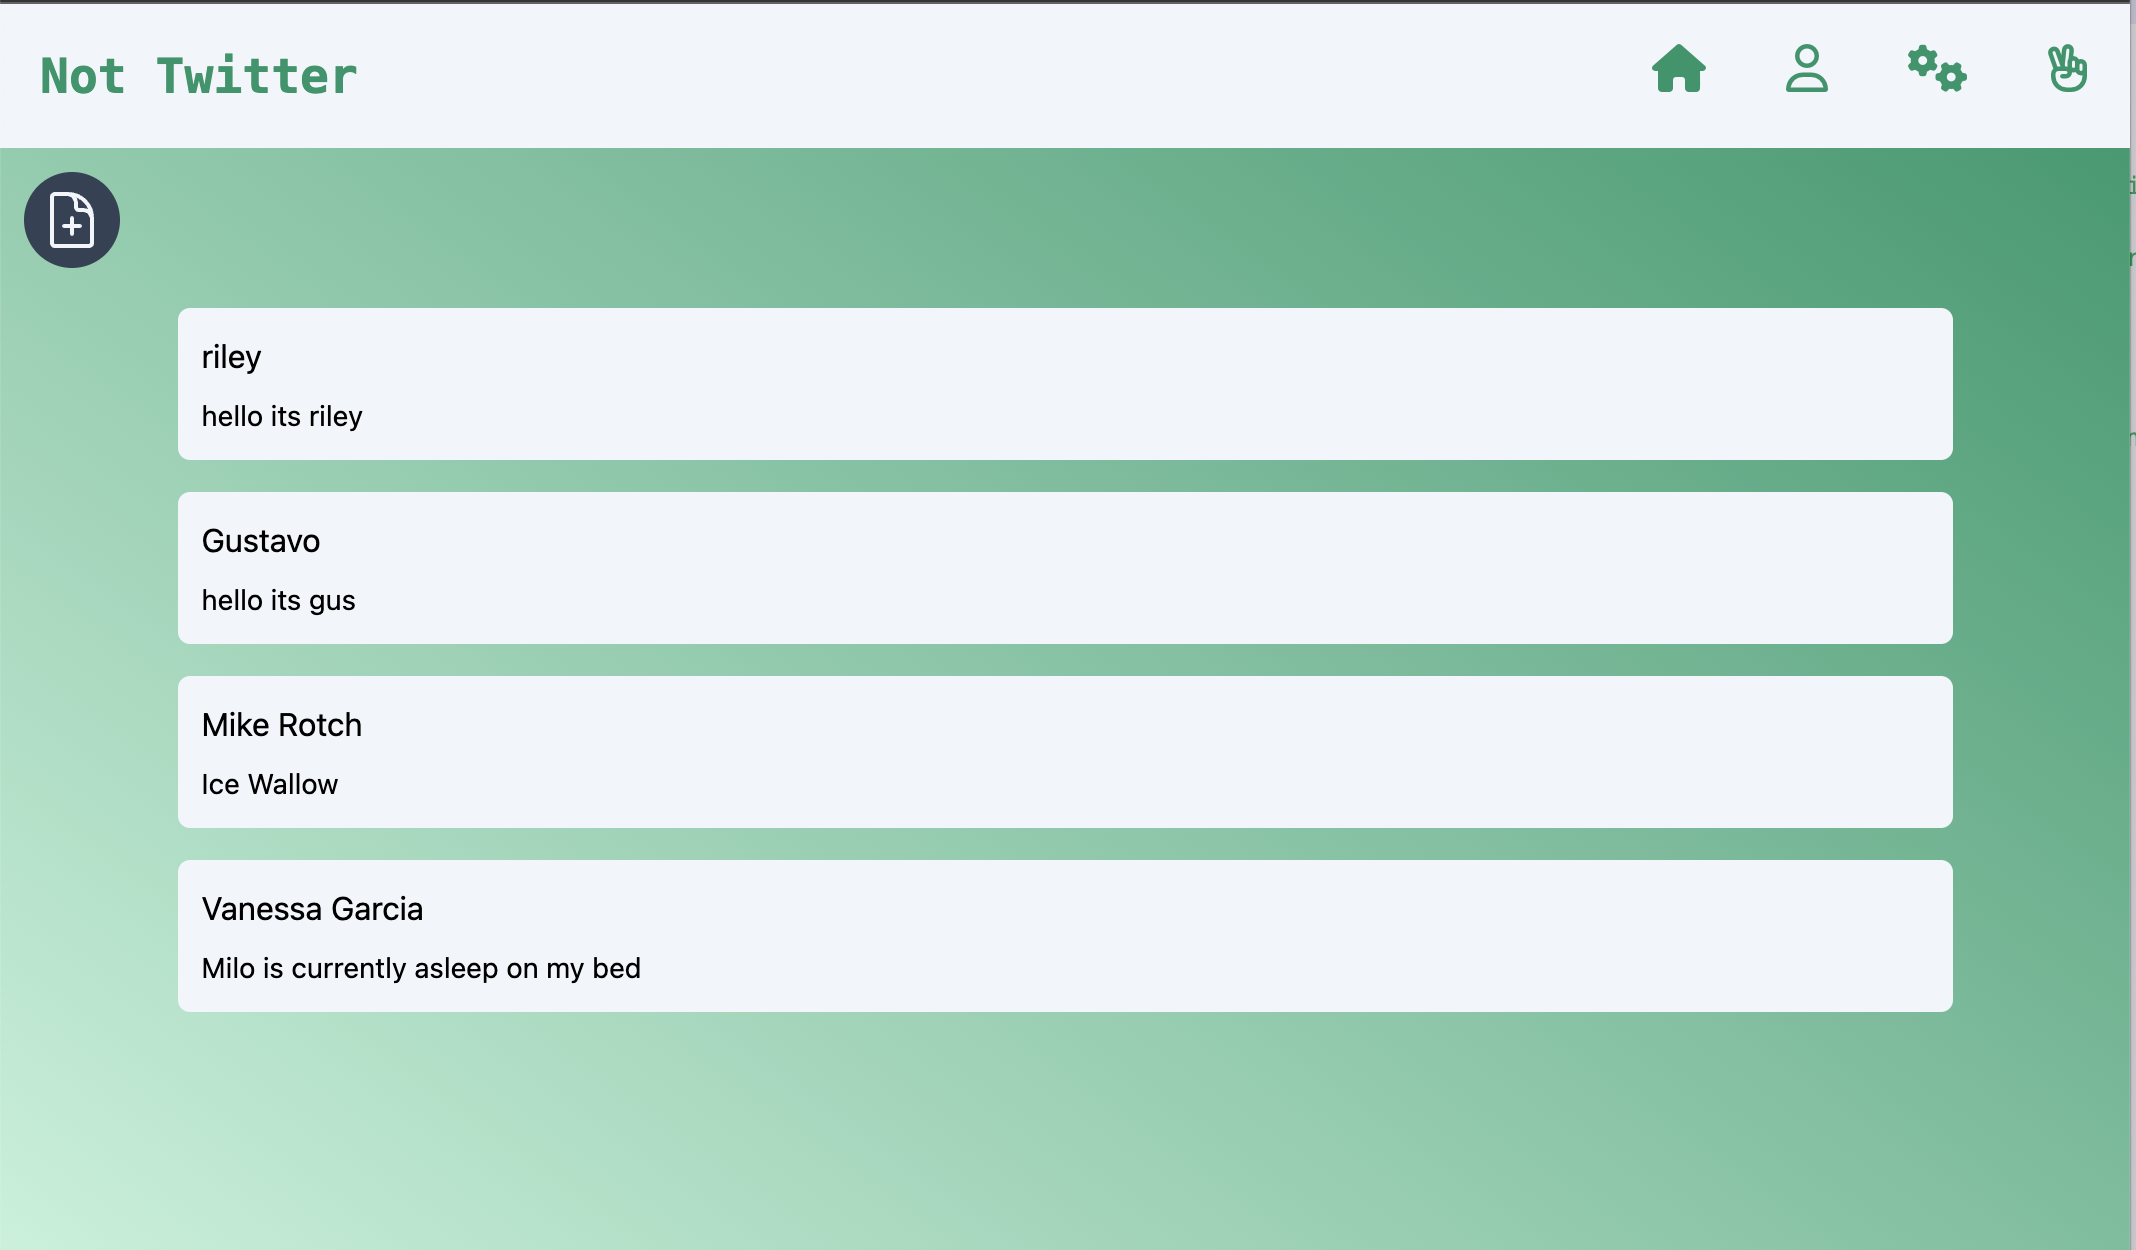 Not Twitter
riley
hello its riley
Gustavo
hello its gus
Mike Rotch
Ice Wallow
Vanessa Garcia
Milo is currently asleep on my bed